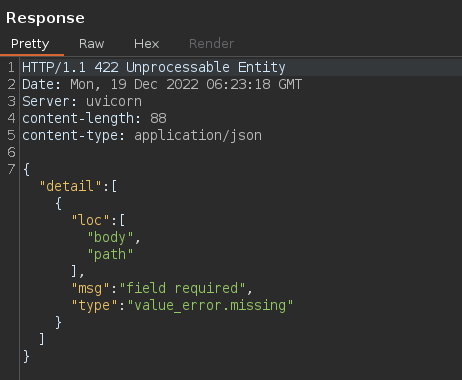 Response
Pretty Raw Hex Render
1 HTTP/1.1 422 Unprocessable Entity
2 Date: Mon, 19 Dec 2022 06:23:18 GMT
3 Server: uvicorn
4 content-length: 88
5 content-type: application/json
6
7 {
"detail":[
{
"loc":[
"body",
"path"
],
"msg":"field required",
"type":"value_error.missing"
}
]
}